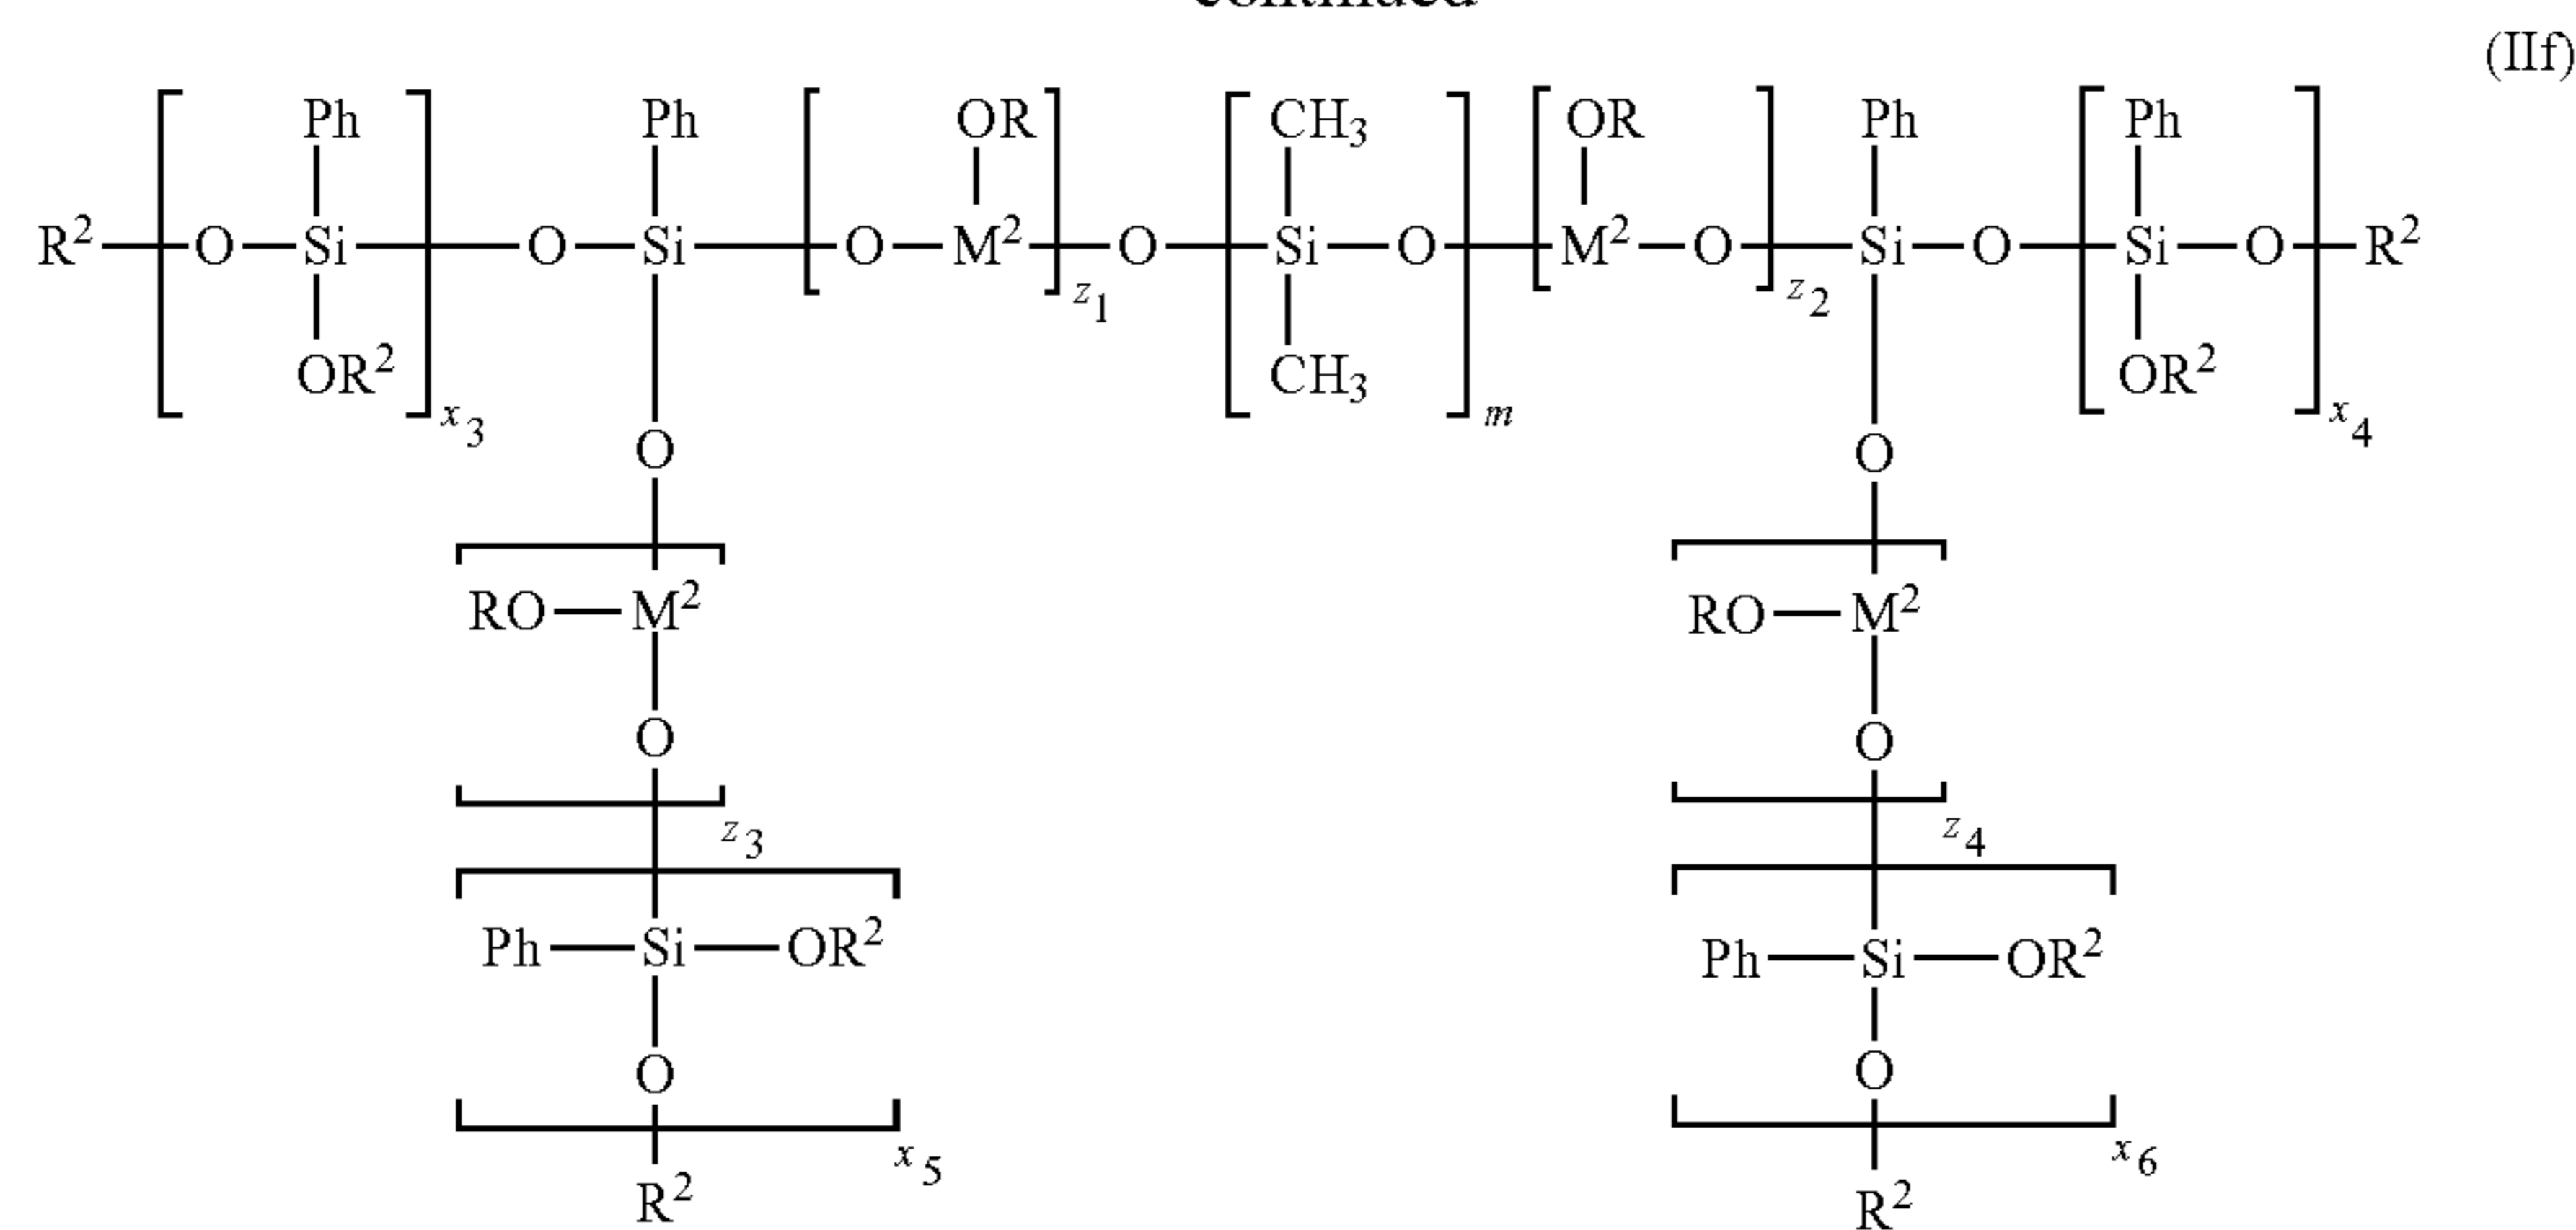 continued
(IIf)
Ph Ph OR CH3 OR Ph Ph
R2 O Si O Si O M2 O Si O M2 O Si O Si O R2
OR2 x3 z1 CH3 m z2 OR2 x4
O O
RO M2 RO M2
O O
z3 z4
Ph Si OR2 Ph Si OR2
O O
x5 x6
R2 R2